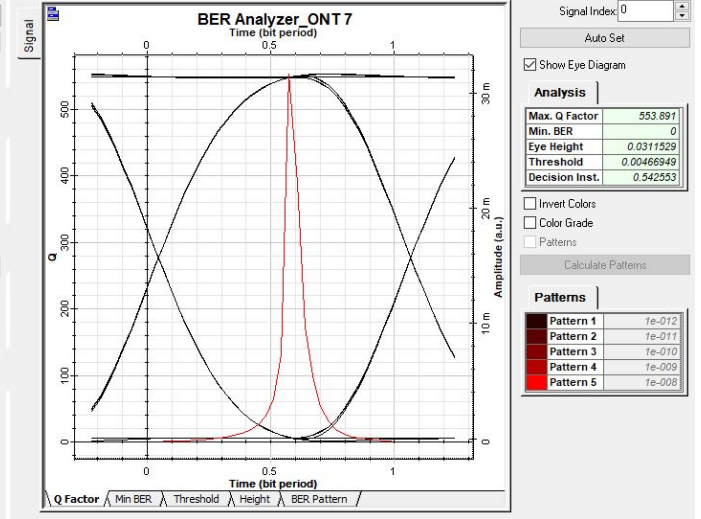 Signal
BER Analyzer_ONT 7
Time (bit period)
0 0.5 1
Q
0 100 200 300 400 500
Amplitude (a.u.)
0 10 m 20 m 30 m
0 0.5 1
Time (bit period)
Q Factor Min BER Threshold Height BER Pattern
Signal Index: 0
Auto Set
Show Eye Diagram
Analysis
Max. Q Factor 553.891
Min. BER 0
Eye Height 0.0311529
Threshold 0.00466949
Decision Inst. 0.542553
Invert Colors
Color Grade
Patterns
Calculate Patterns
Patterns
Pattern 1 1e-012
Pattern 2 1e-011
Pattern 3 1e-010
Pattern 4 1e-009
Pattern 5 1e-008